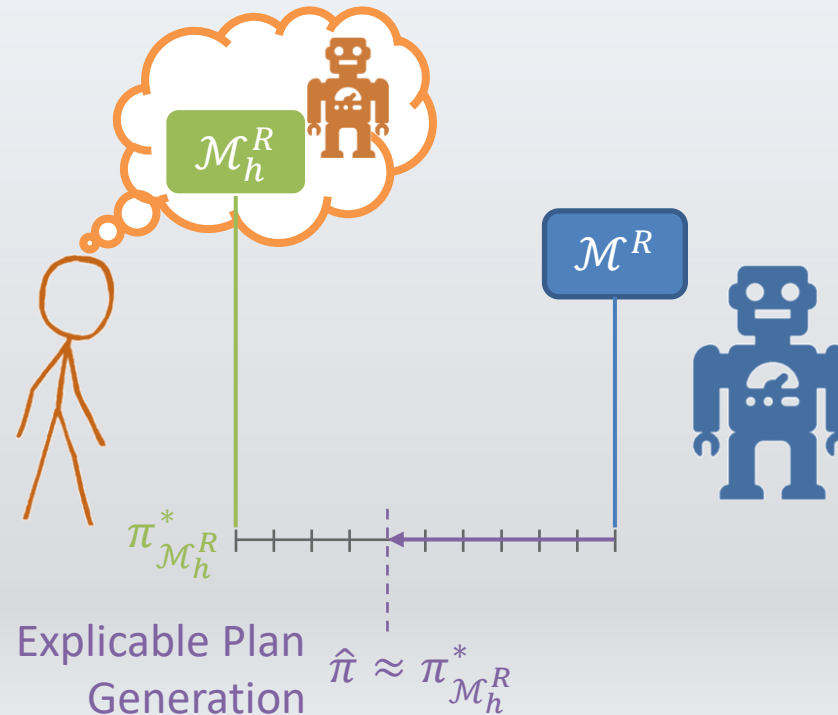 ℳ_h^R
ℳ^R
π*_{ℳ_h^R}
Explicable Plan
Generation
π̂ ≈ π*_{ℳ_h^R}